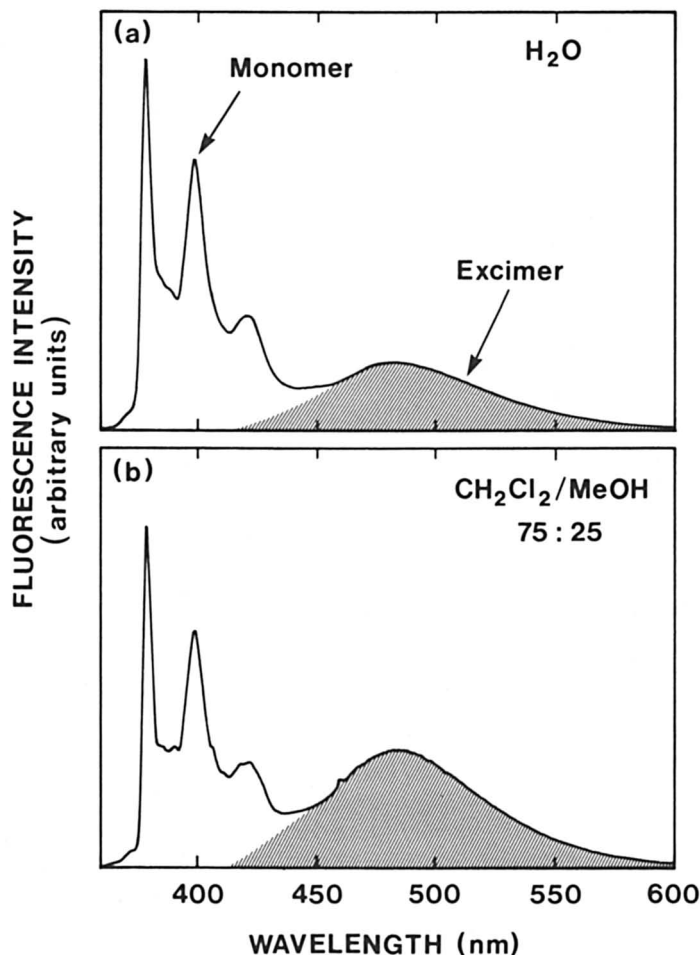 (a)
H₂O
Monomer
Excimer
(b)
CH₂Cl₂/MeOH
75 : 25
FLUORESCENCE INTENSITY
(arbitrary units)
400 450 500 550 600
WAVELENGTH (nm)